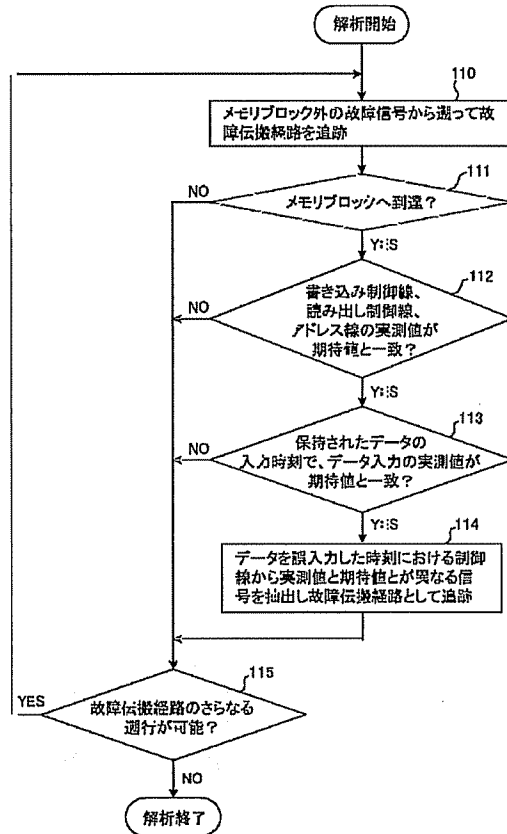 解析開始
110
メモリブロック外の故障信号から遡って故
障伝搬経路を追跡
111
NO
メモリブロックへ到達?
YES
112
書き込み制御線、
読み出し制御線、
アドレス線の実測値が
期待値と一致?
NO
YES
113
保持されたデータの
入力時刻で、データ入力の実測値が
期待値と一致?
NO
YES
114
データを誤入力した時刻における制御
線から実測値と期待値とが異なる信
号を抽出し故障伝搬経路として追跡
115
YES
故障伝搬経路のさらなる
遡行が可能?
NO
解析終了